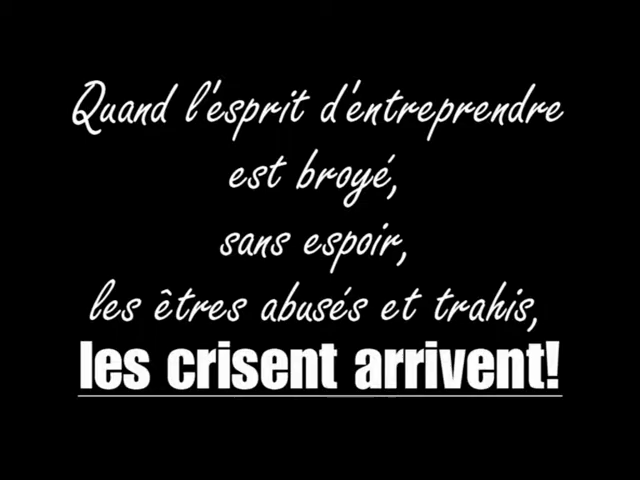 Quand l'esprit d'entreprendre
est broyé,
sans espoir,
les êtres abusés et trahis,
les crisent arrivent!